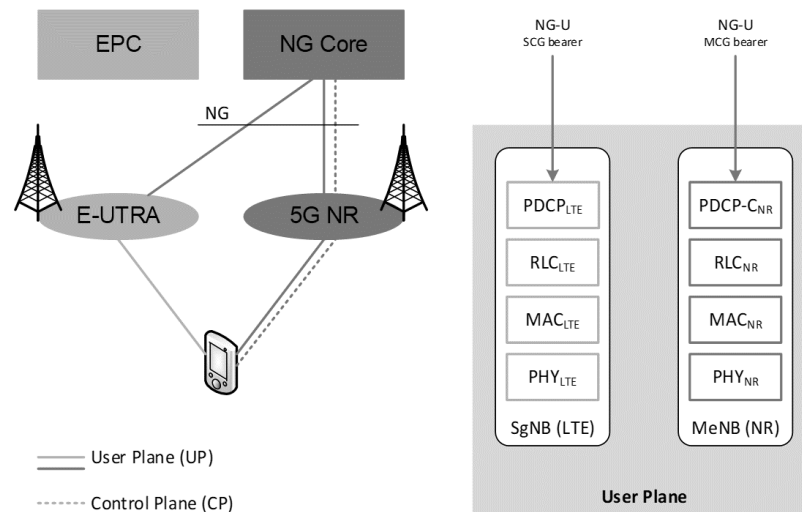 EPC
NG Core
NG
E-UTRA
5G NR
User Plane (UP)
Control Plane (CP)
NG-U
SCG bearer
NG-U
MCG bearer
PDCPLTE
RLCLTE
MACLTE
PHYLTE
SgNB (LTE)
PDCP-CNR
RLCNR
MACNR
PHYNR
MeNB (NR)
User Plane